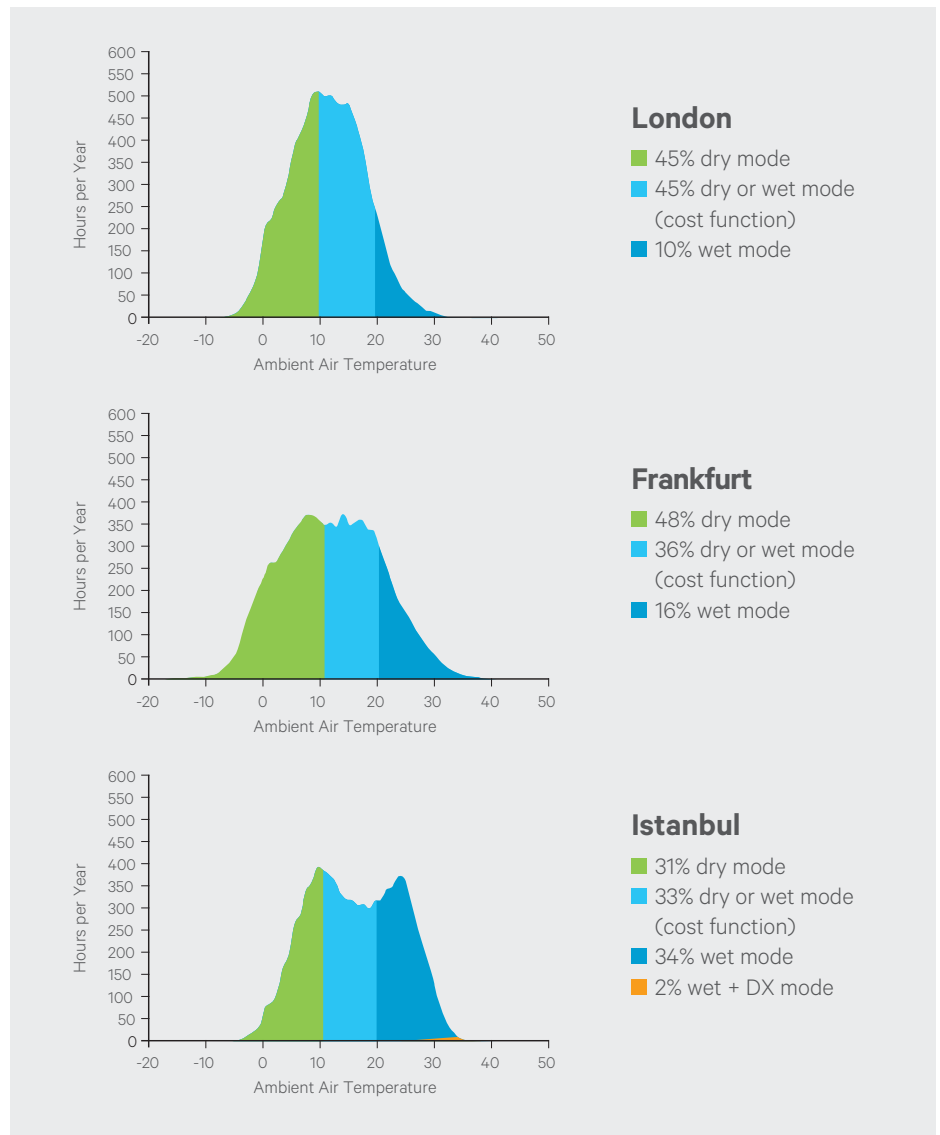 600
550
500
450
400
350
300
250
200
150
100
50
0
Hours per Year
-20 -10 0 10 20 30 40 50
Ambient Air Temperature
London
45% dry mode
45% dry or wet mode
(cost function)
10% wet mode
600
550
500
450
400
350
300
250
200
150
100
50
0
Hours per Year
-20 -10 0 10 20 30 40 50
Ambient Air Temperature
Frankfurt
48% dry mode
36% dry or wet mode
(cost function)
16% wet mode
600
550
500
450
400
350
300
250
200
150
100
50
0
Hours per Year
-20 -10 0 10 20 30 40 50
Ambient Air Temperature
Istanbul
31% dry mode
33% dry or wet mode
(cost function)
34% wet mode
2% wet + DX mode